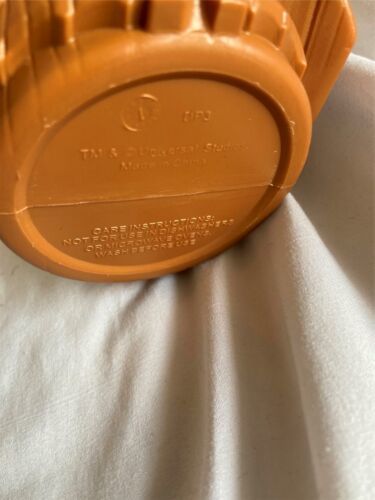 TM & © Universal Studios
Made in China
CARE INSTRUCTIONS:
NOT FOR USE IN DISHWASHERS
OR MICROWAVE OVENS.
WASH BEFORE USE